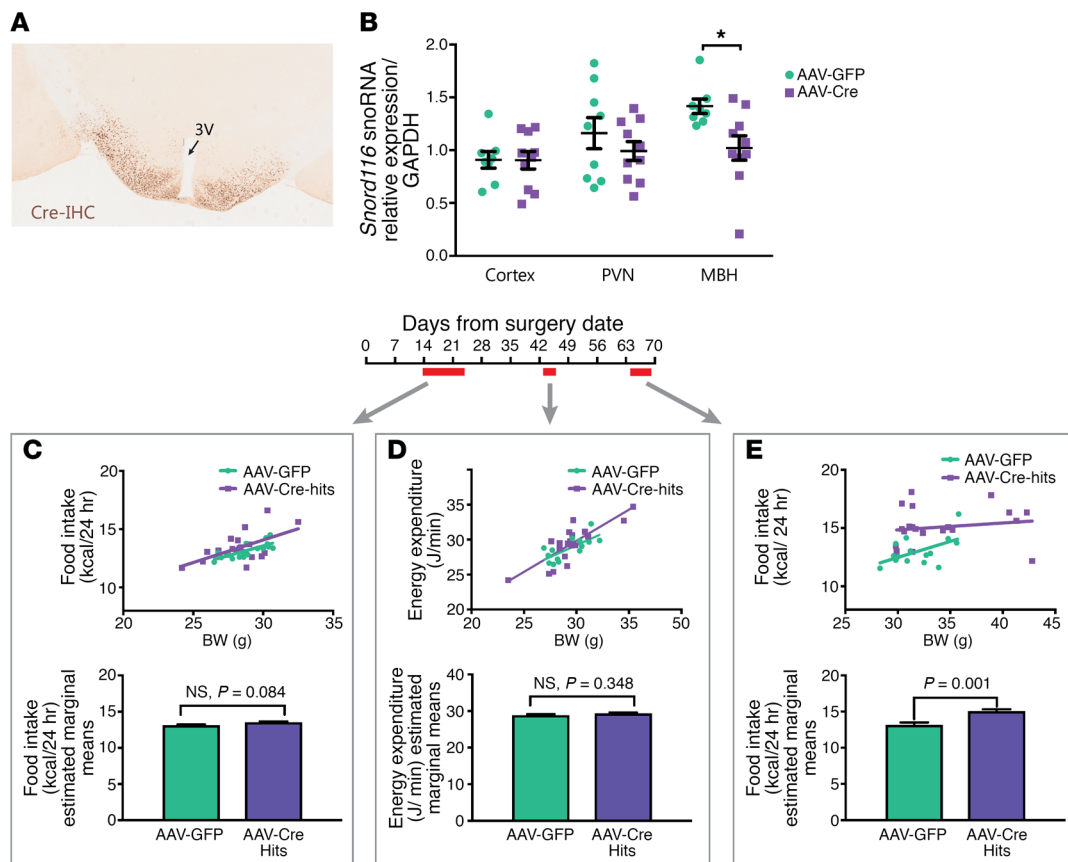 A
3V
Cre-IHC
B
Snord116 snoRNA
relative expression/
GAPDH
2.0
1.5
1.0
0.5
0.0
*
Cortex
PVN
MBH
AAV-GFP
AAV-Cre
Days from surgery date
0 7 14 21 28 35 42 49 56 63 70
C
Food intake
(kcal/24 hr)
20
15
10
AAV-GFP
AAV-Cre-hits
20 25 30 35
BW (g)
Food intake
(kcal/24 hr)
estimated marginal
means
20
15
10
5
0
NS, P = 0.084
AAV-GFP
AAV-Cre
Hits
D
Energy expenditure
(J/min)
35
30
25
20
AAV-GFP
AAV-Cre-hits
20 30 36 50
BW (g)
Energy expenditure
(J/ min) estimated
marginal means
40
30
20
10
0
NS, P = 0.348
AAV-GFP
AAV-Cre
Hits
E
Food intake
(kcal/ 24 hr)
20
15
10
AAV-GFP
AAV-Cre-hits
25 30 35 40 45
BW (g)
Food intake
(kcal/24 hr)
estimated marginal
means
20
15
10
5
0
P = 0.001
AAV-GFP
AAV-Cre
Hits